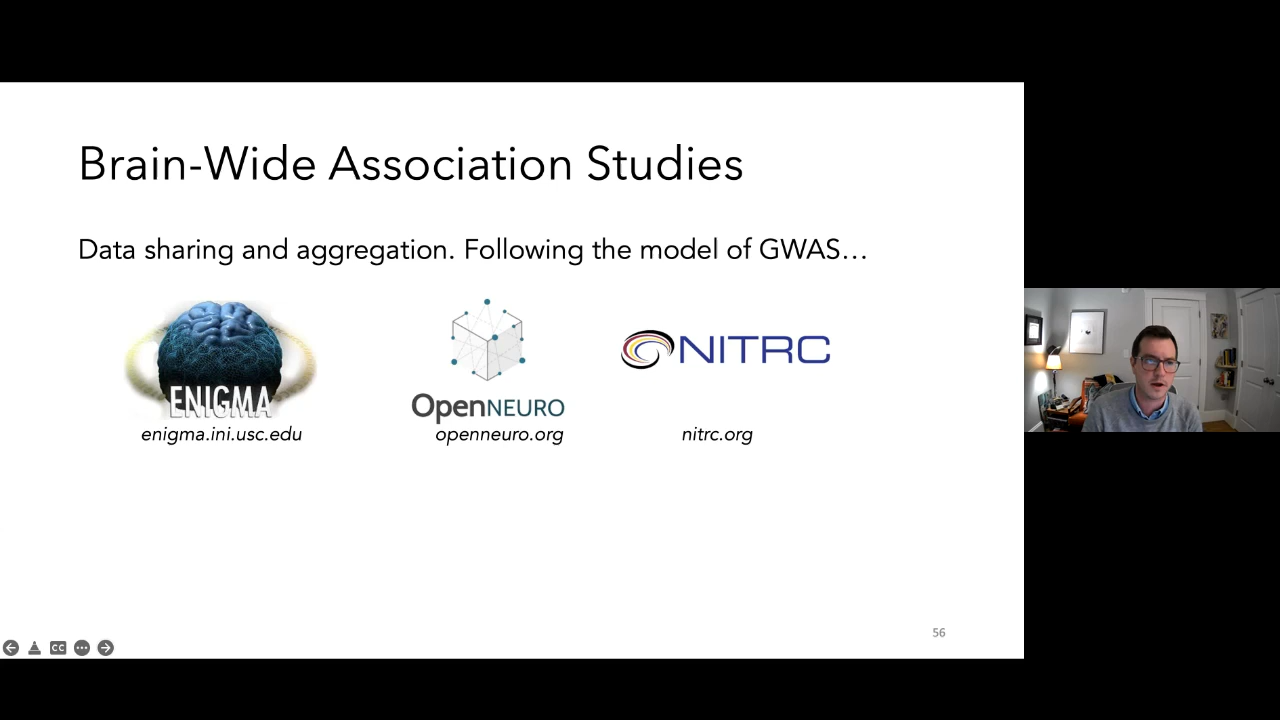 Brain-Wide Association Studies
Data sharing and aggregation. Following the model of GWAS…
ENIGMA
OpenNEURO
NITRC
enigma.ini.usc.edu
openneuro.org
nitrc.org
56
CC